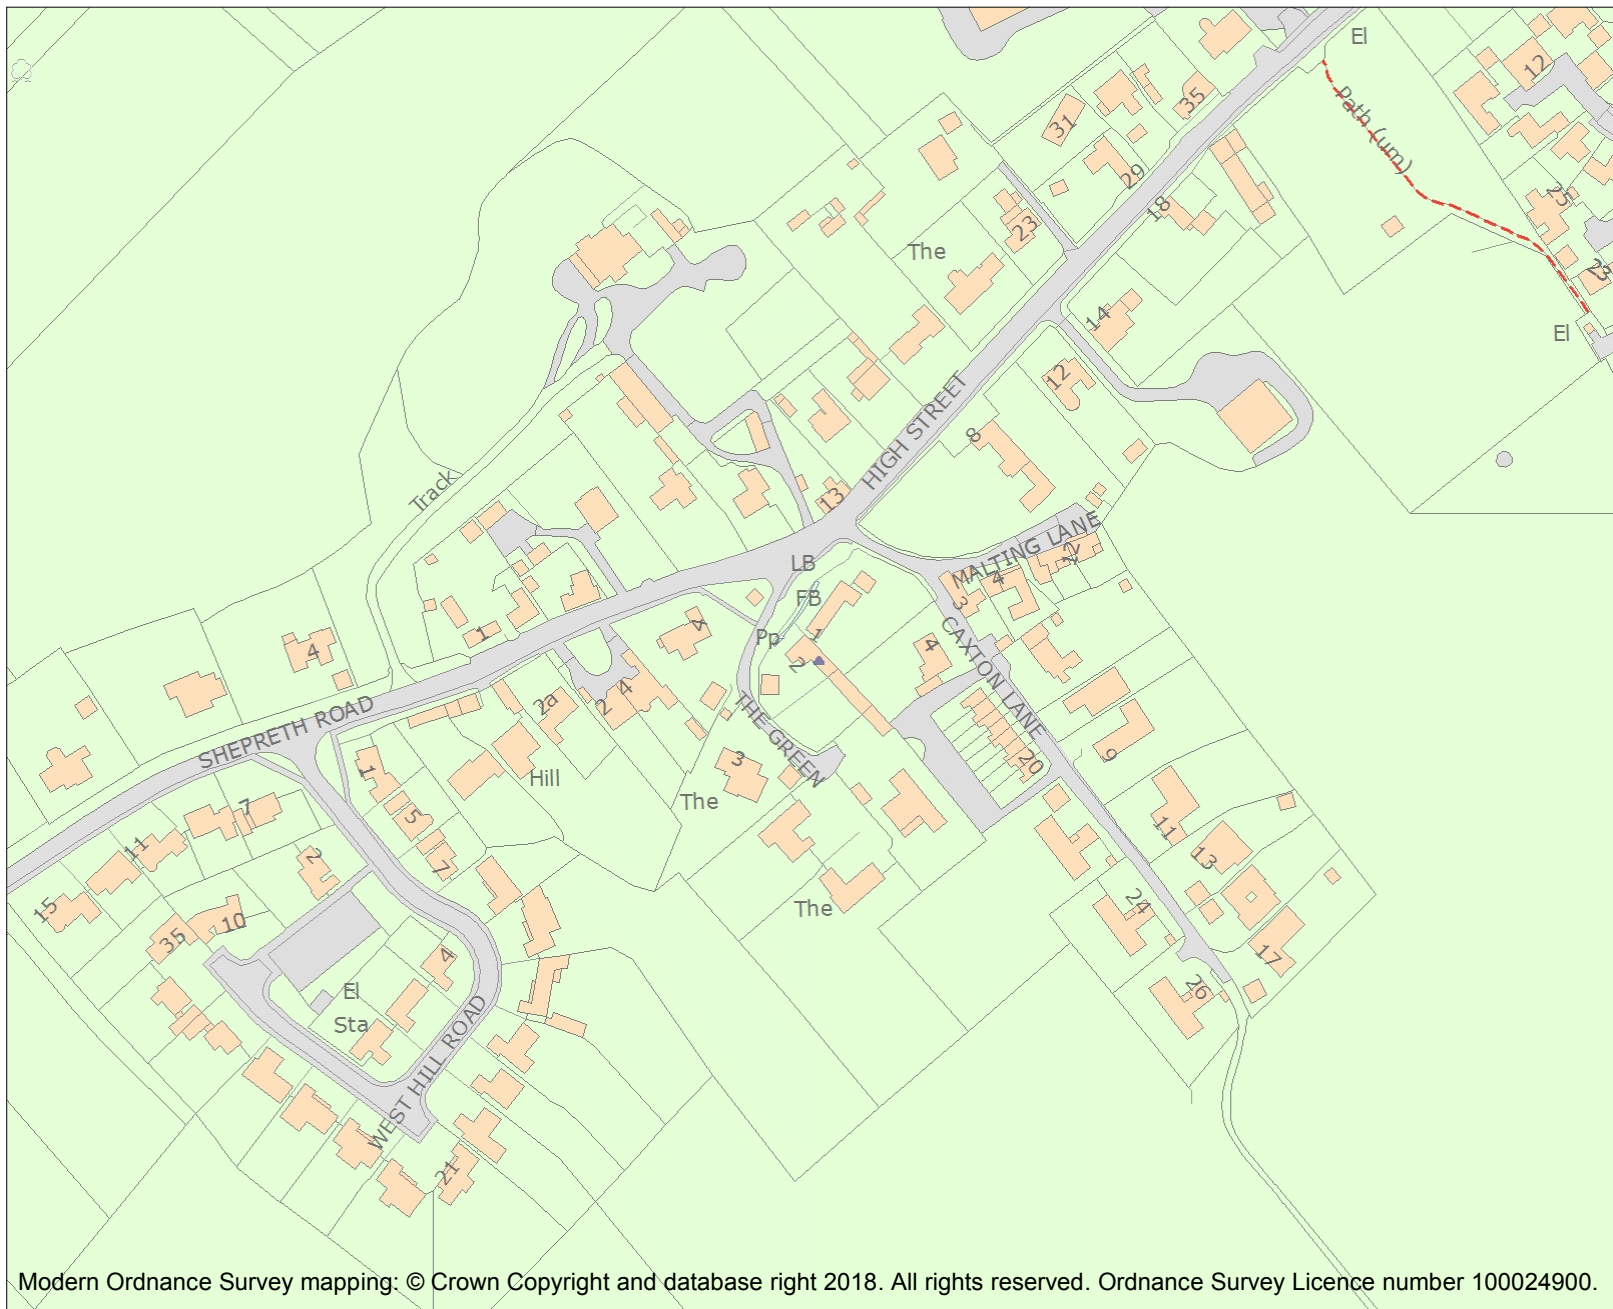 El
12
Path (um)
35
31
29
25
18
23
The
23
14
El
12
HIGH STREET
8
13
Track
LB
MALTING LANE
12
4
3
FB
1
4
1
Pp
2
CAXTON LANE
4
4
2a
2
4
THE GREEN
SHEPRETH ROAD
3
Hill
The
20
9
1
7
5
11
7
2
11
13
15
10
35
The
24
17
4
26
El
Sta
WEST HILL ROAD
21
Modern Ordnance Survey mapping: © Crown Copyright and database right 2018. All rights reserved. Ordnance Survey Licence number 100024900.